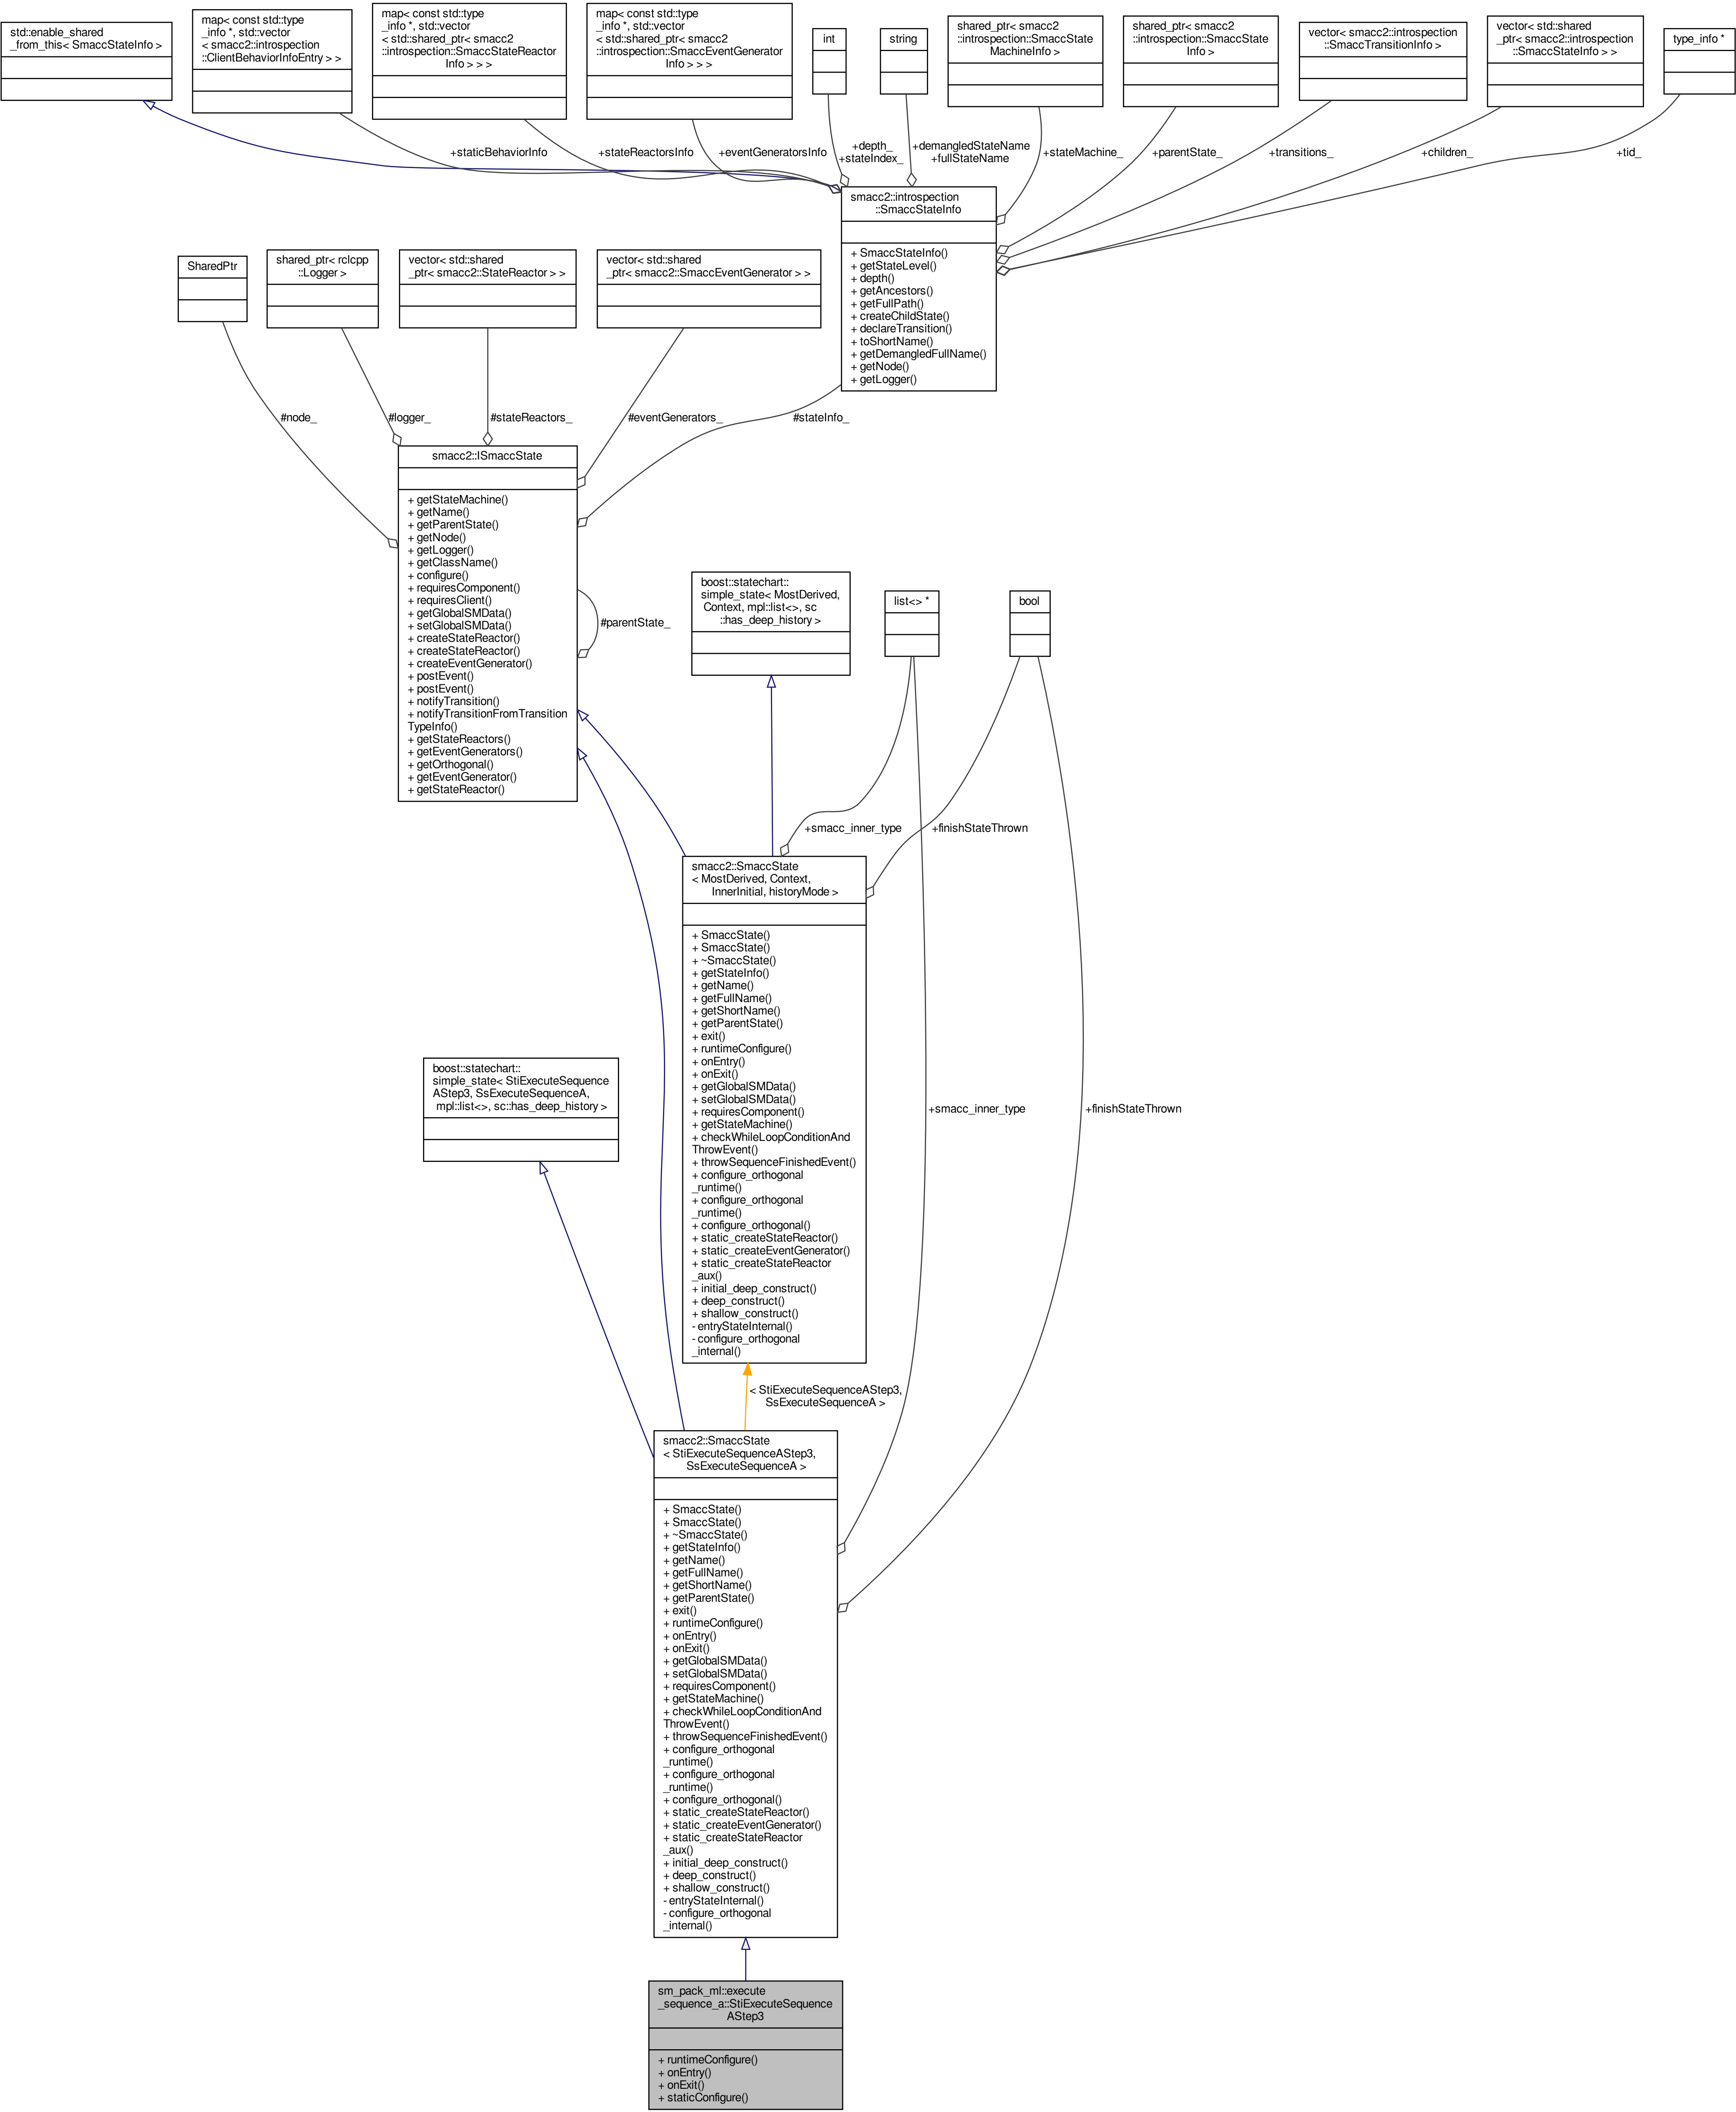 std::enable_shared
_from_this< SmaccStateInfo >
map< const std::type
_info *, std::vector
< smacc2::introspection
::ClientBehaviorInfoEntry > >
map< const std::type
_info *, std::vector
< std::shared_ptr< smacc2
::introspection::SmaccStateReactor
Info > > >
map< const std::type
_info *, std::vector
< std::shared_ptr< smacc2
::introspection::SmaccEventGenerator
Info > > >
int
string
shared_ptr< smacc2
::introspection::SmaccState
MachineInfo >
shared_ptr< smacc2
::introspection::SmaccState
Info >
vector< smacc2::introspection
::SmaccTransitionInfo >
vector< std::shared
_ptr< smacc2::introspection
::SmaccStateInfo > >
type_info *
+staticBehaviorInfo
+stateReactorsInfo
+eventGeneratorsInfo
+depth_
+stateIndex_
+demangledStateName
+fullStateName
+stateMachine_
+parentState_
+transitions_
+children_
+tid_
smacc2::introspection
::SmaccStateInfo
+ SmaccStateInfo()
+ getStateLevel()
+ depth()
+ getAncestors()
+ getFullPath()
+ createChildState()
+ declareTransition()
+ toShortName()
+ getDemangledFullName()
+ getNode()
+ getLogger()
SharedPtr
shared_ptr< rclcpp
::Logger >
vector< std::shared
_ptr< smacc2::StateReactor > >
vector< std::shared
_ptr< smacc2::SmaccEventGenerator > >
#node_
#logger_
#stateReactors_
#eventGenerators_
#stateInfo_
smacc2::ISmaccState
+ getStateMachine()
+ getName()
+ getParentState()
+ getNode()
+ getLogger()
+ getClassName()
+ configure()
+ requiresComponent()
+ requiresClient()
+ getGlobalSMData()
+ setGlobalSMData()
+ createStateReactor()
+ createStateReactor()
+ createEventGenerator()
+ postEvent()
+ postEvent()
+ notifyTransition()
+ notifyTransitionFromTransition
TypeInfo()
+ getStateReactors()
+ getEventGenerators()
+ getOrthogonal()
+ getEventGenerator()
+ getStateReactor()
#parentState_
boost::statechart::
simple_state< MostDerived,
Context, mpl::list<>, sc
::has_deep_history >
list<> *
bool
+smacc_inner_type
+finishStateThrown
smacc2::SmaccState
< MostDerived, Context,
InnerInitial, historyMode >
+ SmaccState()
+ SmaccState()
+ ~SmaccState()
+ getStateInfo()
+ getName()
+ getFullName()
+ getShortName()
+ getParentState()
+ exit()
+ runtimeConfigure()
+ onEntry()
+ onExit()
+ getGlobalSMData()
+ setGlobalSMData()
+ requiresComponent()
+ getStateMachine()
+ checkWhileLoopConditionAnd
ThrowEvent()
+ throwSequenceFinishedEvent()
+ configure_orthogonal
_runtime()
+ configure_orthogonal
_runtime()
+ configure_orthogonal()
+ static_createStateReactor()
+ static_createEventGenerator()
+ static_createStateReactor
_aux()
+ initial_deep_construct()
+ deep_construct()
+ shallow_construct()
- entryStateInternal()
- configure_orthogonal
_internal()
boost::statechart::
simple_state< StiExecuteSequence
AStep3, SsExecuteSequenceA,
mpl::list<>, sc::has_deep_history >
+smacc_inner_type
+finishStateThrown
< StiExecuteSequenceAStep3,
SsExecuteSequenceA >
smacc2::SmaccState
< StiExecuteSequenceAStep3,
SsExecuteSequenceA >
+ SmaccState()
+ SmaccState()
+ ~SmaccState()
+ getStateInfo()
+ getName()
+ getFullName()
+ getShortName()
+ getParentState()
+ exit()
+ runtimeConfigure()
+ onEntry()
+ onExit()
+ getGlobalSMData()
+ setGlobalSMData()
+ requiresComponent()
+ getStateMachine()
+ checkWhileLoopConditionAnd
ThrowEvent()
+ throwSequenceFinishedEvent()
+ configure_orthogonal
_runtime()
+ configure_orthogonal
_runtime()
+ configure_orthogonal()
+ static_createStateReactor()
+ static_createEventGenerator()
+ static_createStateReactor
_aux()
+ initial_deep_construct()
+ deep_construct()
+ shallow_construct()
- entryStateInternal()
- configure_orthogonal
_internal()
sm_pack_ml::execute
_sequence_a::StiExecuteSequence
AStep3
+ runtimeConfigure()
+ onEntry()
+ onExit()
+ staticConfigure()